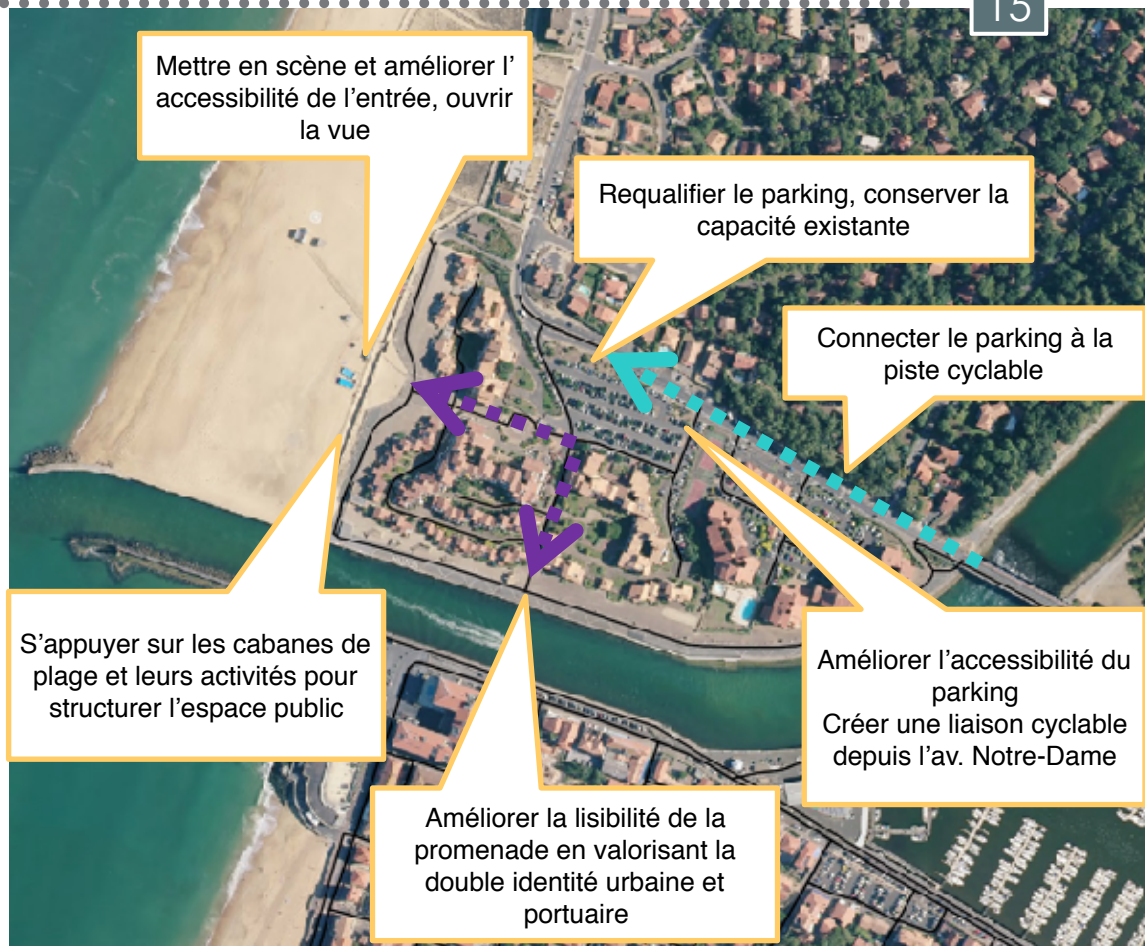 15
Mettre en scène et améliorer l’
accessibilité de l’entrée, ouvrir
la vue
Requalifier le parking, conserver la
capacité existante
Connecter le parking à la
piste cyclable
S’appuyer sur les cabanes de
plage et leurs activités pour
structurer l’espace public
Améliorer l’accessibilité du
parking
Créer une liaison cyclable
depuis l’av. Notre-Dame
Améliorer la lisibilité de la
promenade en valorisant la
double identité urbaine et
portuaire